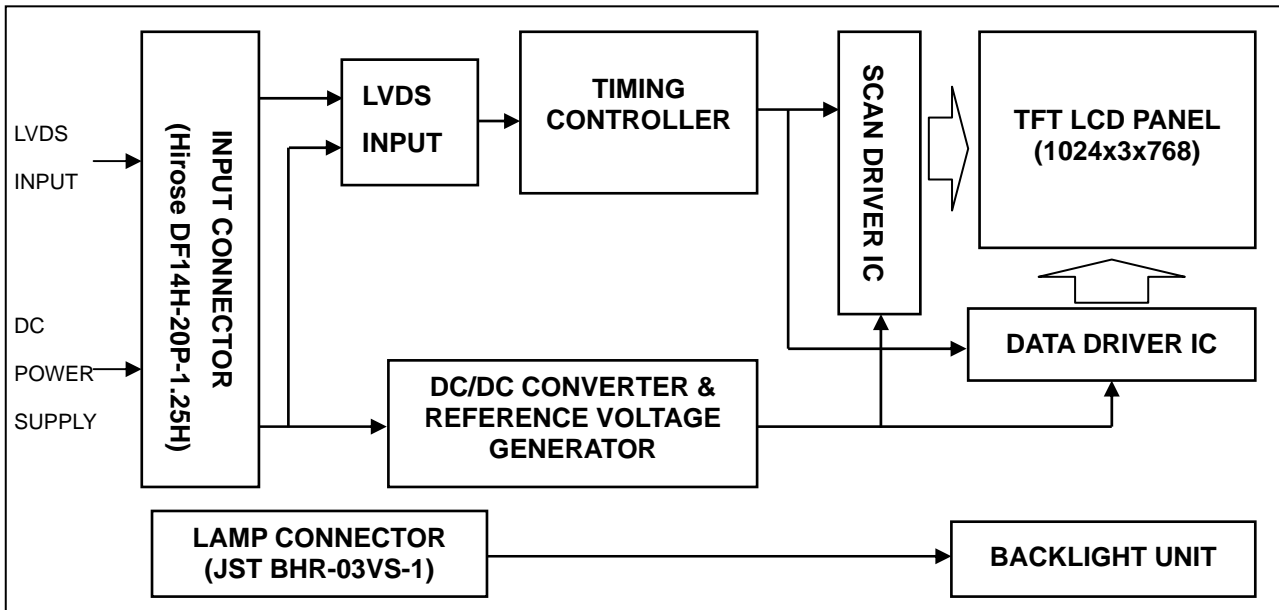 LVDS
INPUT
DC
POWER
SUPPLY
INPUT CONNECTOR
(Hirose DF14H-20P-1.25H)
LVDS
INPUT
TIMING
CONTROLLER
SCAN DRIVER IC
TFT LCD PANEL
(1024x3x768)
DATA DRIVER IC
DC/DC CONVERTER &
REFERENCE VOLTAGE
GENERATOR
LAMP CONNECTOR
(JST BHR-03VS-1)
BACKLIGHT UNIT